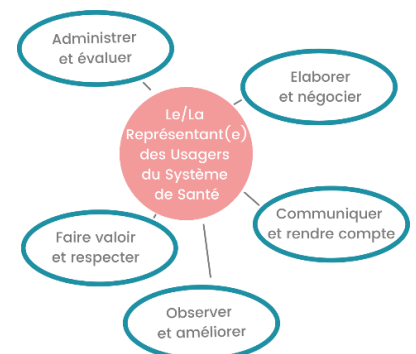 Administrer
et évaluer
Elaborer
et négocier
Le/La
Représentant(e)
des Usagers
du Système
de Santé
Communiquer
et rendre compte
Faire valoir
et respecter
Observer
et améliorer